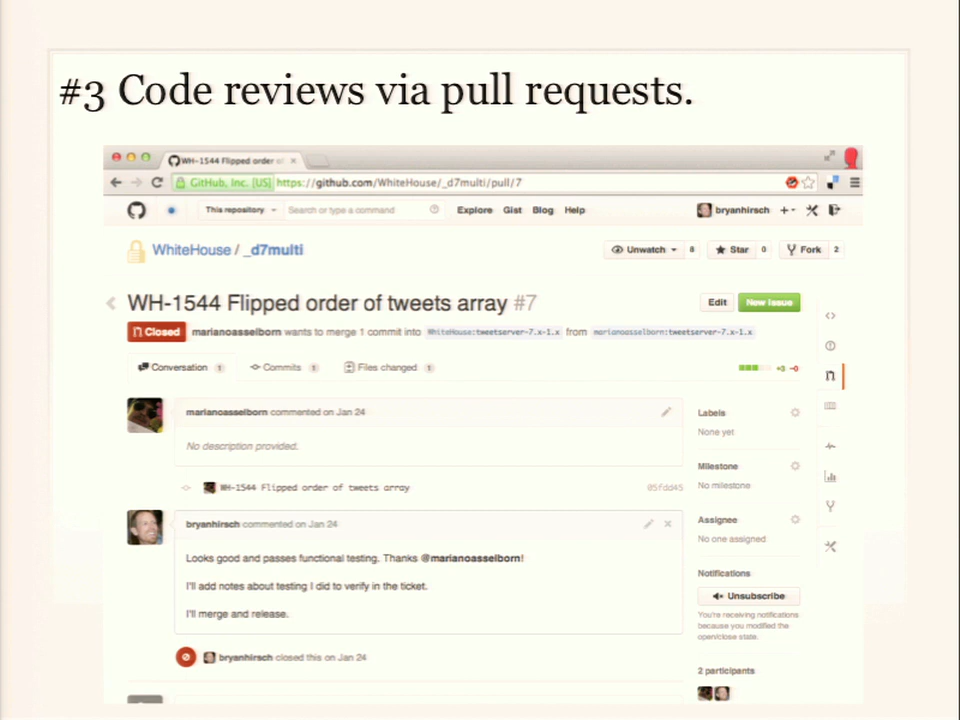 #3 Code reviews via pull requests.
WH-1544 Flipped order of
GitHub, Inc. [US] https://github.com/WhiteHouse/_d7multi/pull/7
This repository Search or type a command Explore Gist Blog Help bryanhirsch
WhiteHouse / _d7multi Unwatch 8 Star 0 Fork 2
WH-1544 Flipped order of tweets array #7 Edit New Issue
Closed marianoasselborn wants to merge 1 commit into WhiteHouse:tweetserver-7.x-1.x from marianoasselborn:tweetserver-7.x-1.x
Conversation 1 Commits 1 Files changed 1 +3 −0
marianoasselborn commented on Jan 24
No description provided.
WH-1544 Flipped order of tweets array 05fdd45
bryanhirsch commented on Jan 24
Looks good and passes functional testing. Thanks @marianoasselborn!
I'll add notes about testing I did to verify in the ticket.
I'll merge and release.
bryanhirsch closed this on Jan 24
Labels
None yet
Milestone
No milestone
Assignee
No one assigned
Notifications
Unsubscribe
You're receiving notifications
because you modified the
open/close state.
2 participants